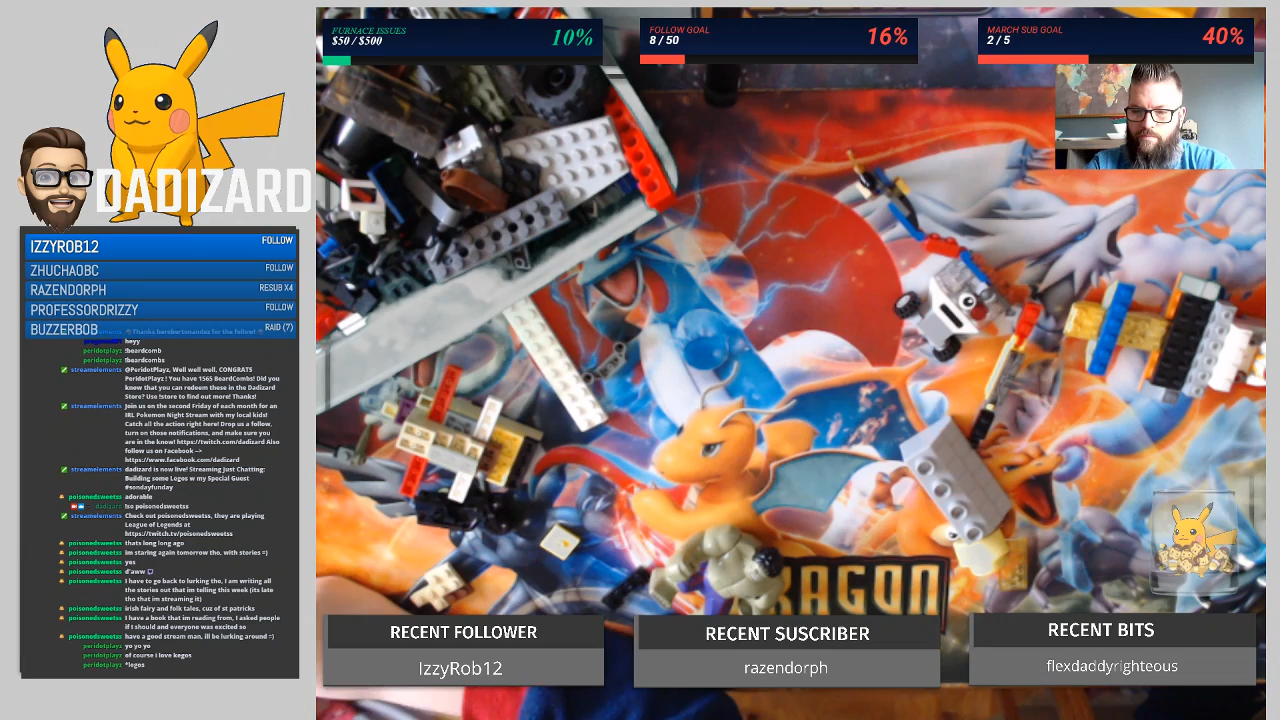 FURNACE ISSUES
$50 / $500
10%
FOLLOW GOAL
8 / 50
16%
MARCH SUB GOAL
2 / 5
40%
DADIZARD
IZZYROB12 FOLLOW
ZHUCHAOBC FOLLOW
RAZENDORPH RESUB X4
PROFESSORDRIZZY FOLLOW
BUZZERBOB RAID (7)
Thanks herobertonandez for the follow!
heyy
peridotplayz !beardcomb
peridotplayz !beardcombs
streamelements @PeridotPlayz, Well well well, CONGRATS
PeridotPlayz! You have 1565 BeardCombs! Did you
know that you can redeem these in the Dadizard
Store? Use !store to find out more! Thanks!
streamelements Join us on the second Friday of each month for an
IRL Pokemon Night Stream with my local kids!
Catch all the action right here! Drop us a follow,
turn on those notifications, and make sure you
are in the know! https://twitch.com/dadizard Also
follow us on Facebook -->
https://www.facebook.com/dadizard
streamelements dadizard is now live! Streaming Just Chatting:
Building some Legos w my Special Guest
#sondayfunday
poisonedsweetss adorable
dadizard !so poisonedsweetss
streamelements Check out poisonedsweetss, they are playing
League of Legends at
https://twitch.tv/poisonedsweetss
poisonedsweetss thats long long ago
poisonedsweetss im staring again tomorrow tho, with stories =)
poisonedsweetss yes
poisonedsweetss d'aww
poisonedsweetss I have to go back to lurking tho, I am writing all
the stories out that im telling this week (its late
tho that im streaming it)
poisonedsweetss irish fairy and folk tales, cuz of st patricks
poisonedsweetss I have a book that im reading from, I asked people
if I should and everyone was excited so
poisonedsweetss have a good stream man, ill be lurking around =)
peridotplayz yo yo yo
peridotplayz of course i love kegos
peridotplayz *legos
RAGON
RECENT FOLLOWER
IzzyRob12
RECENT SUSCRIBER
razendorph
RECENT BITS
flexdaddyrighteous